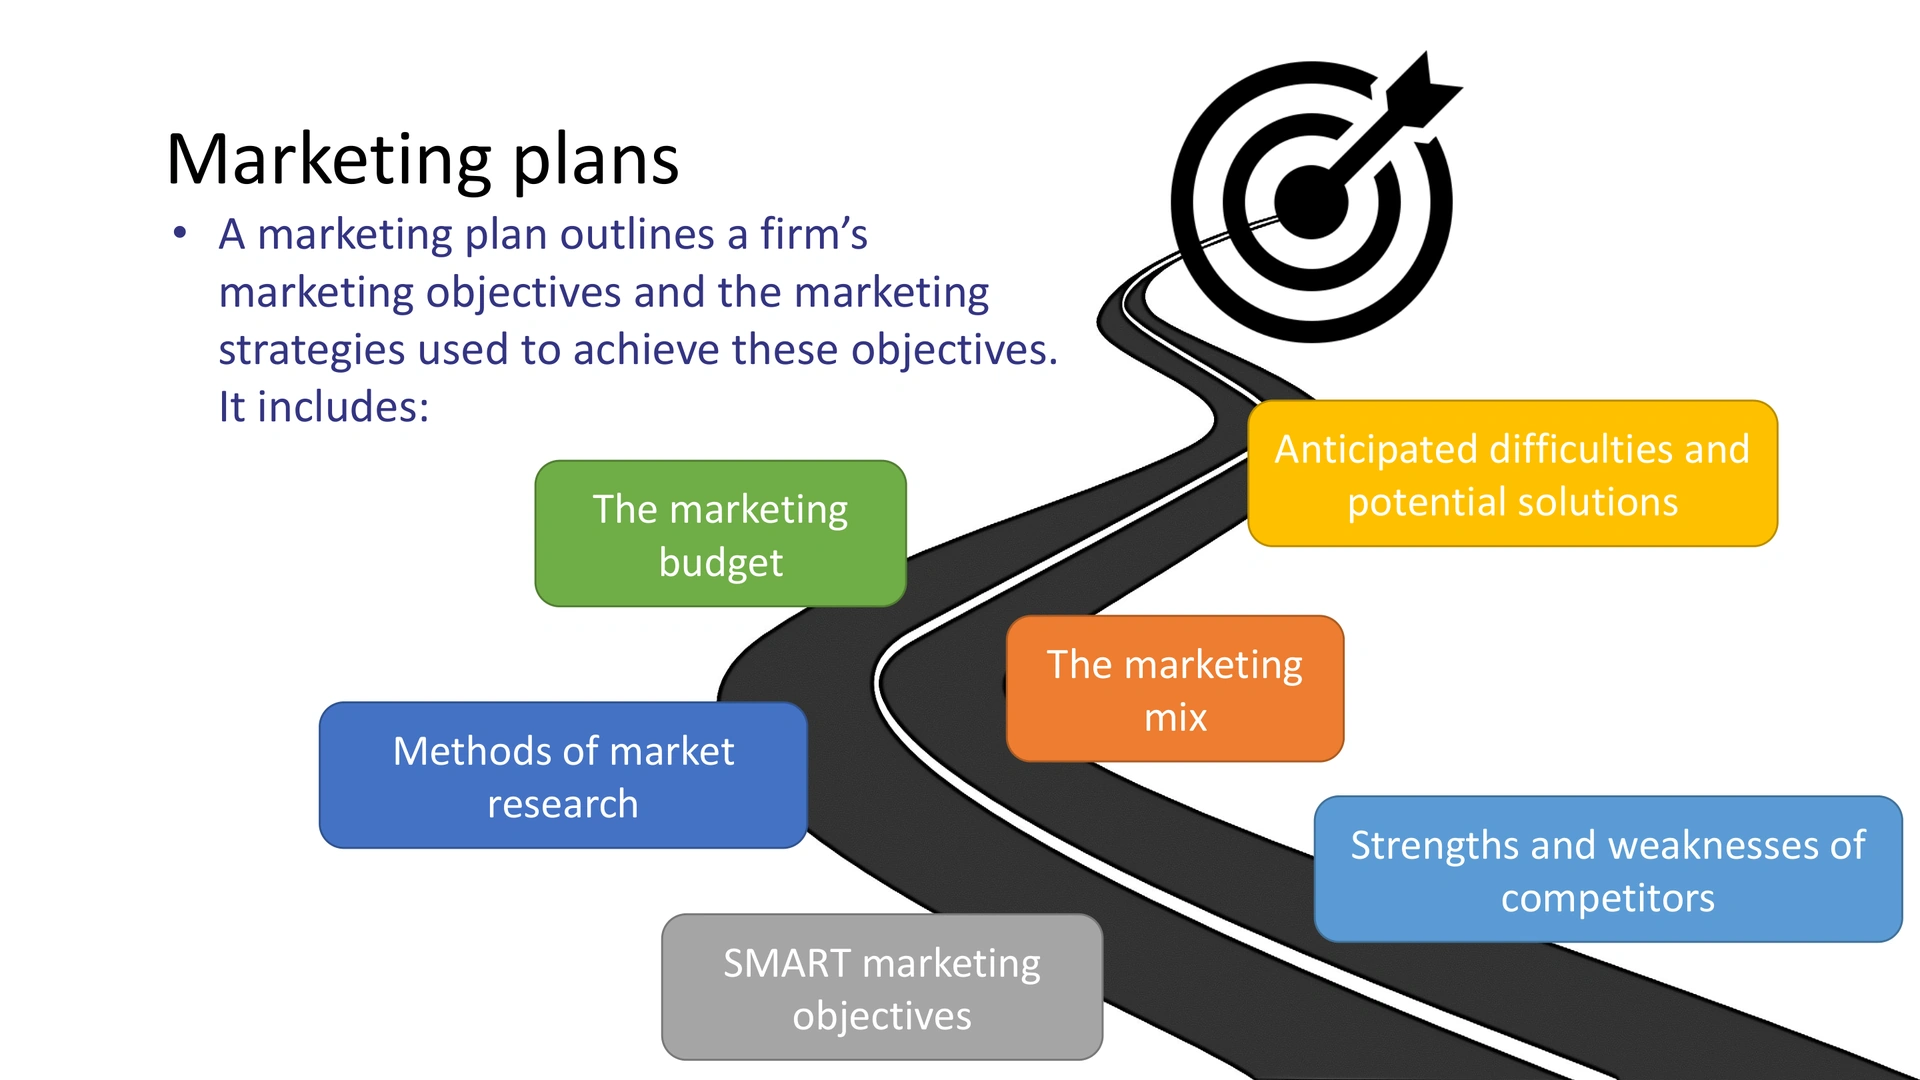 Marketing plans
• A marketing plan outlines a firm’s
marketing objectives and the marketing
strategies used to achieve these objectives.
It includes:
Anticipated difficulties and
potential solutions
The marketing
budget
The marketing
mix
Methods of market
research
Strengths and weaknesses of
competitors
SMART marketing
objectives